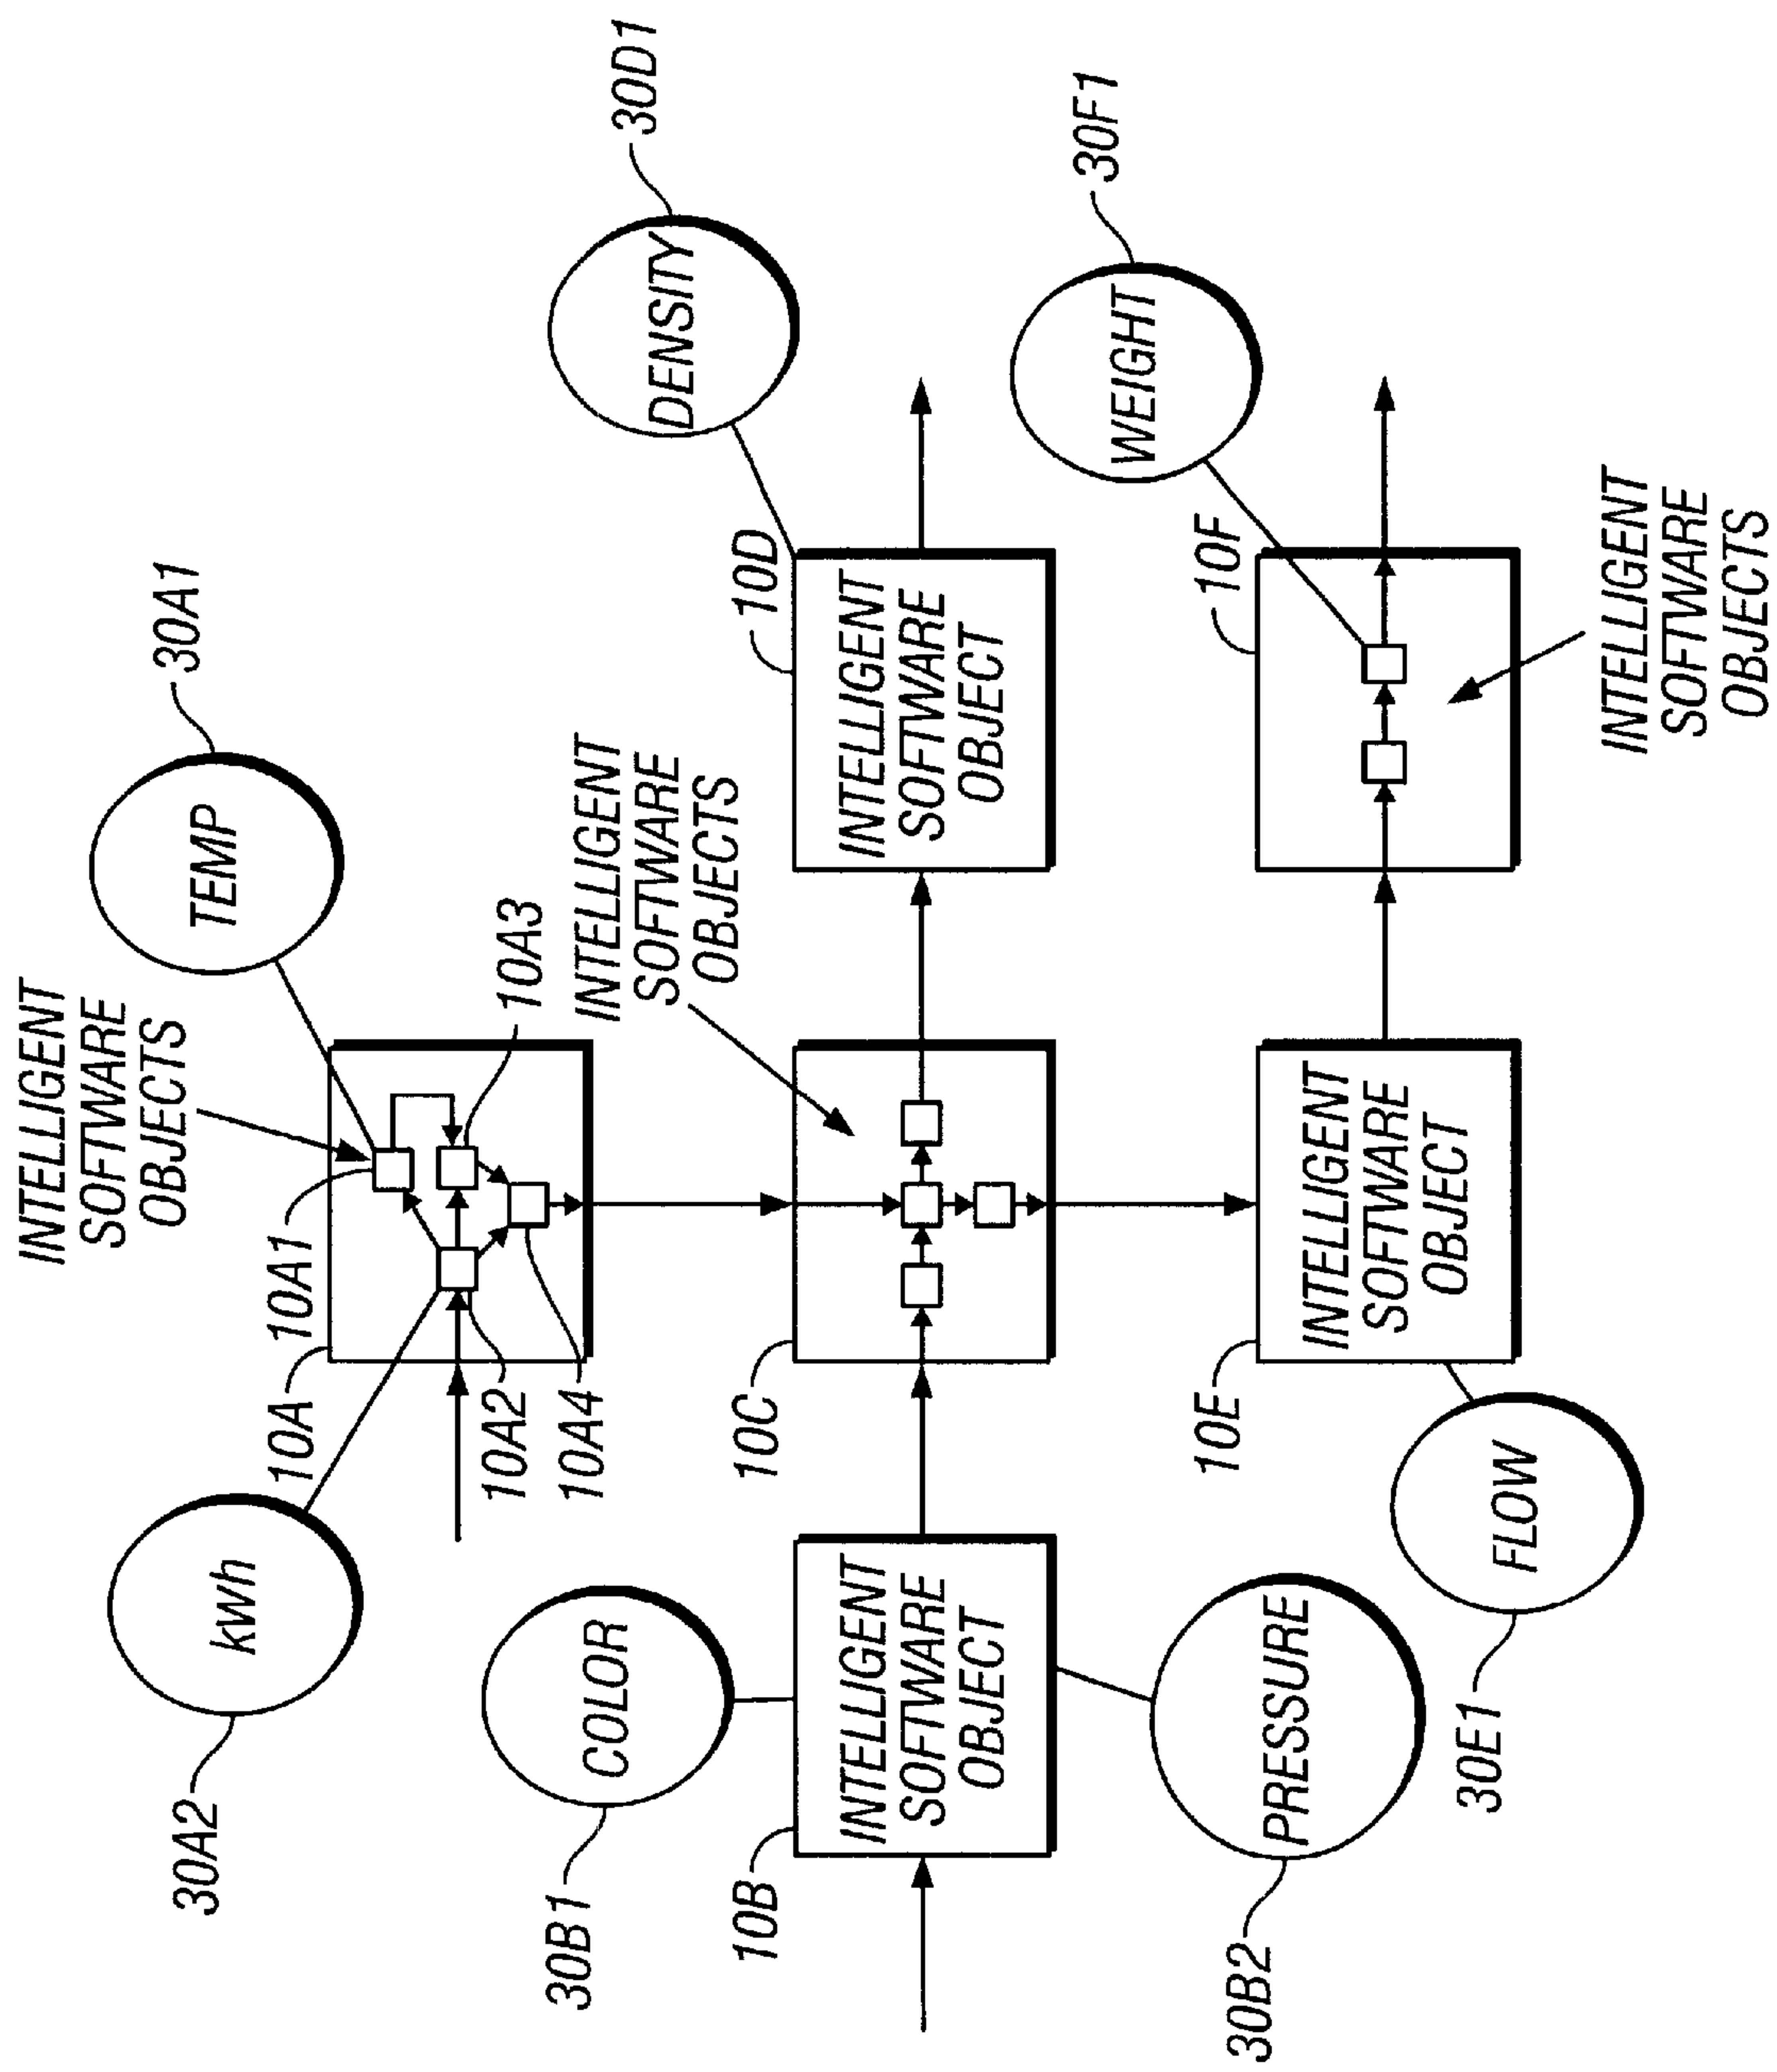 30A2
kWh
30A1
TEMP
INTELLIGENT
SOFTWARE
OBJECTS
10A
10A1
10A2
10A4
10A3
30B1
COLOR
30D1
DENSITY
INTELLIGENT
SOFTWARE
OBJECTS
10B
INTELLIGENT
SOFTWARE
OBJECT
10C
10D
INTELLIGENT
SOFTWARE
OBJECT
30B2
PRESSURE
30F1
WEIGHT
10E
INTELLIGENT
SOFTWARE
OBJECT
10F
30E1
FLOW
INTELLIGENT
SOFTWARE
OBJECTS